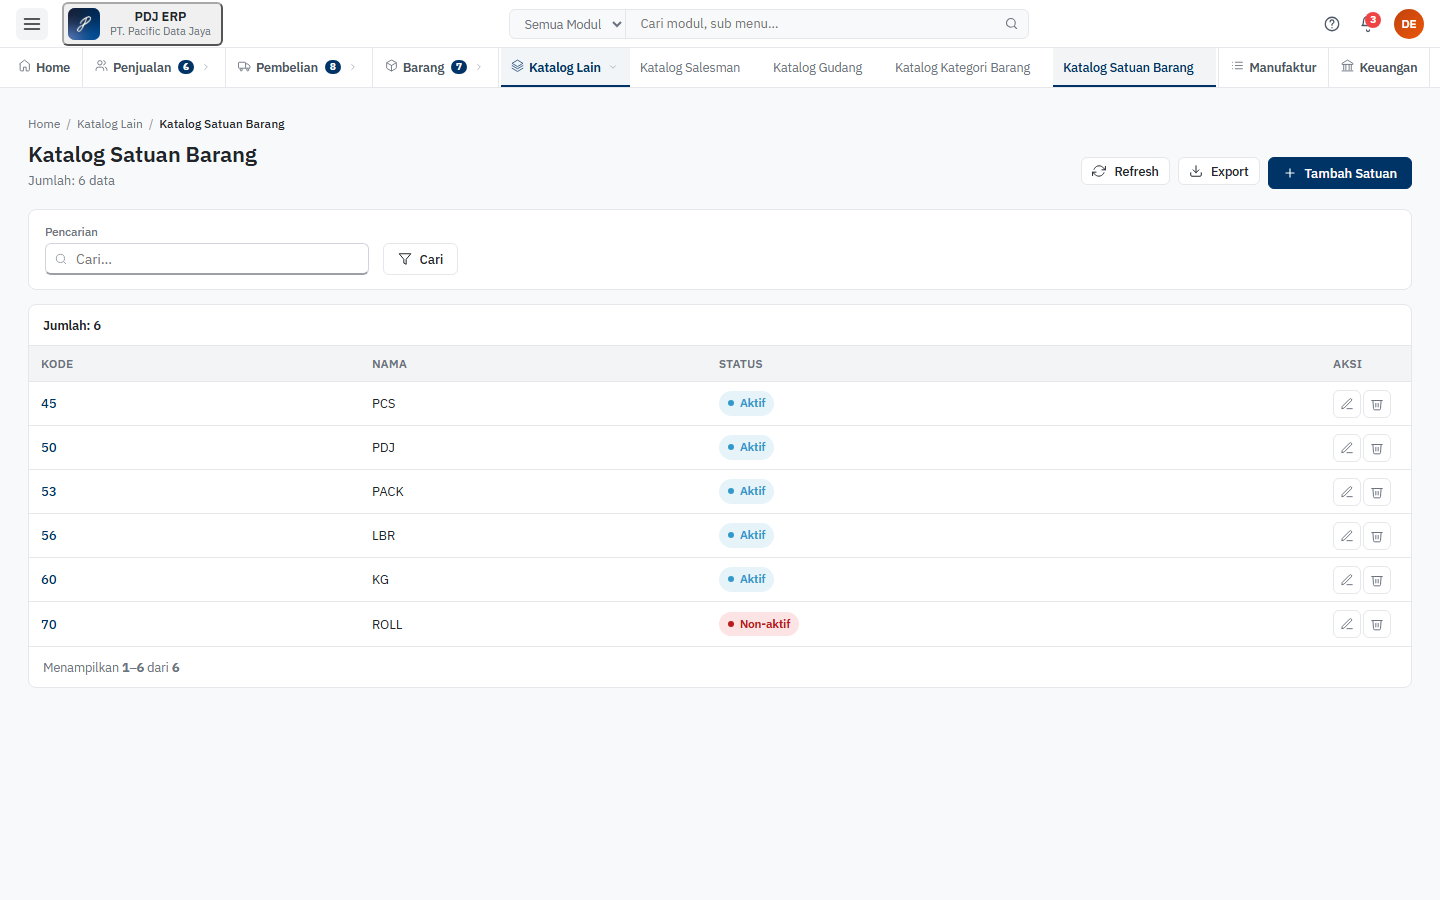 PDJ ERP
PT. Pacific Data Jaya
Semua Modul
Cari modul, sub menu...
3
DE
Home
Penjualan 6
Pembelian 8
Barang 7
Katalog Lain
Katalog Salesman
Katalog Gudang
Katalog Kategori Barang
Katalog Satuan Barang
Manufaktur
Keuangan
Home / Katalog Lain / Katalog Satuan Barang
Katalog Satuan Barang
Jumlah: 6 data
Refresh
Export
Tambah Satuan
Pencarian
Cari...
Cari
Jumlah: 6
KODE NAMA STATUS AKSI
45 PCS Aktif
50 PDJ Aktif
53 PACK Aktif
56 LBR Aktif
60 KG Aktif
70 ROLL Non-aktif
Menampilkan 1–6 dari 6